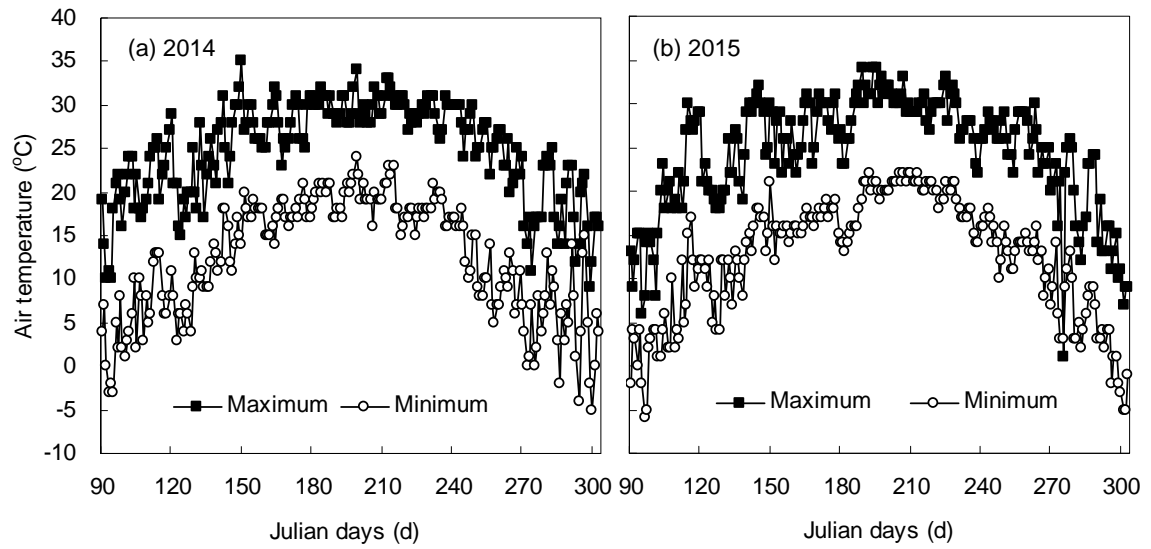 40
35
30
25
20
15
10
5
0
-5
-10
Air temperature (°C)
(a) 2014
Maximum Minimum
90 120 150 180 210 240 270 300
Julian days (d)
(b) 2015
Maximum Minimum
90 120 150 180 210 240 270 300
Julian days (d)